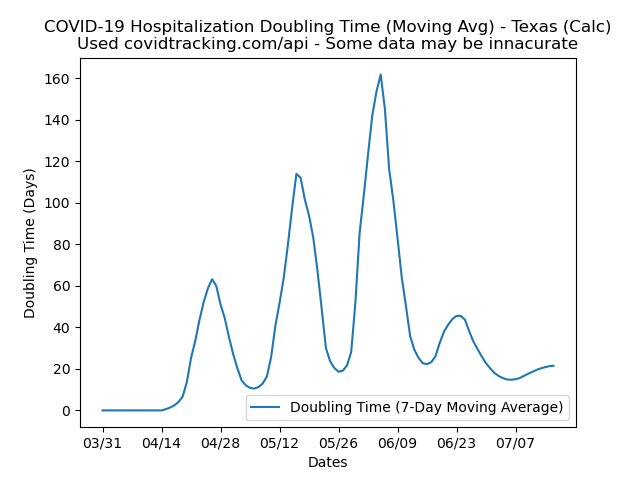 COVID-19 Hospitalization Doubling Time (Moving Avg) - Texas (Calc)
Used covidtracking.com/api - Some data may be innacurate
160
140
120
100
80
60
40
20
0
Doubling Time (Days)
Doubling Time (7-Day Moving Average)
03/31 04/14 04/28 05/12 05/26 06/09 06/23 07/07
Dates